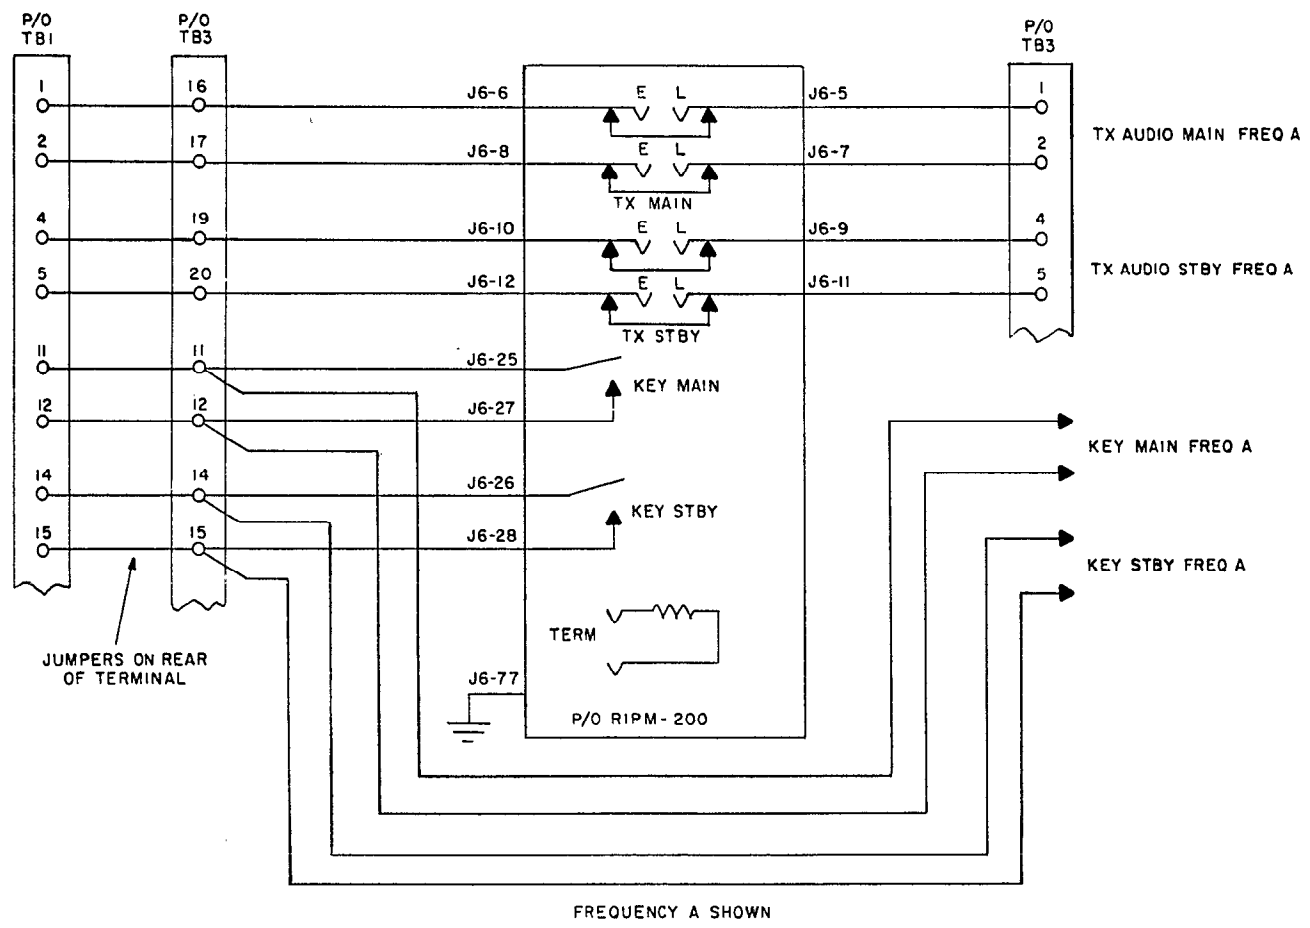 P/O
TB1
P/O
TB3
P/O
TB3
1
16
J6-6
E L
J6-5
1
TX AUDIO MAIN FREQ A
2
17
J6-8
E L
J6-7
2
TX MAIN
4
19
J6-10
E L
J6-9
4
TX AUDIO STBY FREQ A
5
20
J6-12
E L
J6-11
5
TX STBY
11
11
J6-25
KEY MAIN
12
12
J6-27
KEY MAIN FREQ A
14
14
J6-26
KEY STBY
15
15
J6-28
KEY STBY FREQ A
TERM
JUMPERS ON REAR
OF TERMINAL
J6-77
P/O RIPM-200
FREQUENCY A SHOWN